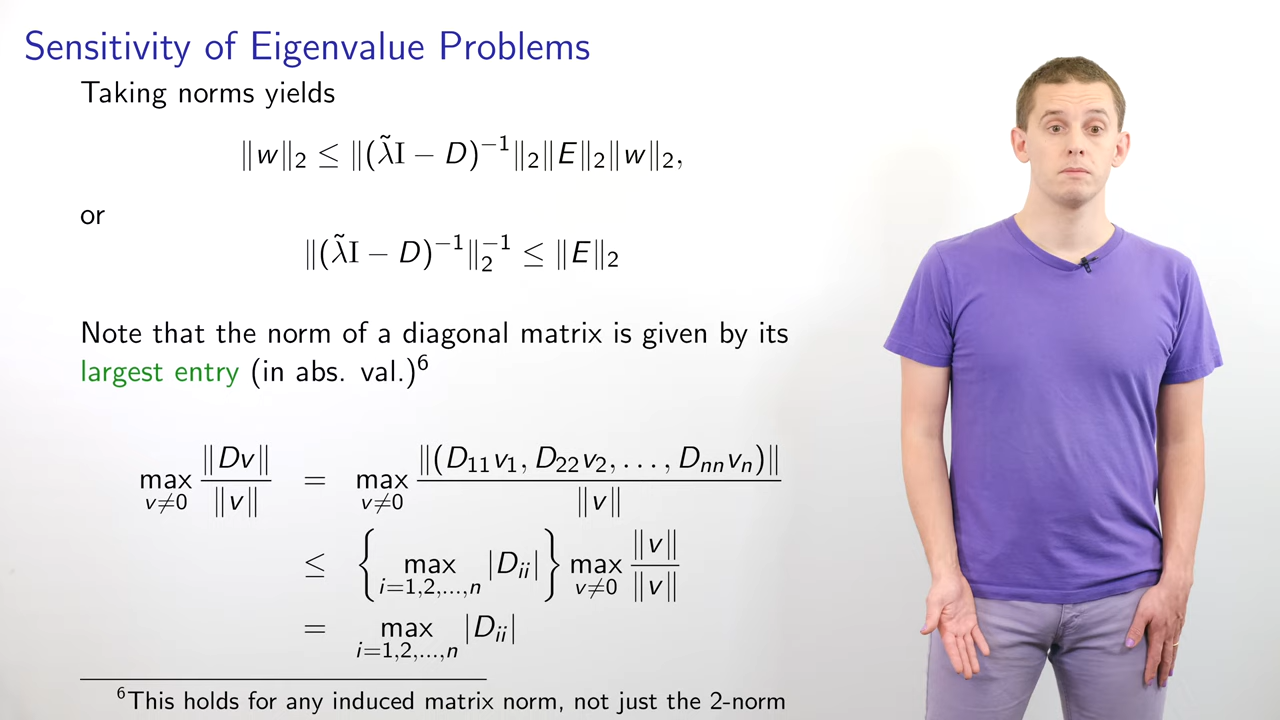 Sensitivity of Eigenvalue Problems
Taking norms yields
‖w‖₂ ≤ ‖(λ̃I − D)⁻¹‖₂‖E‖₂‖w‖₂,
or
‖(λ̃I − D)⁻¹‖₂⁻¹ ≤ ‖E‖₂
Note that the norm of a diagonal matrix is given by its
largest entry (in abs. val.)⁶
max_{v≠0} ‖Dv‖/‖v‖ = max_{v≠0} ‖(D₁₁v₁, D₂₂v₂, . . . , Dₙₙvₙ)‖/‖v‖
≤ { max_{i=1,2,...,n} |Dᵢᵢ| } max_{v≠0} ‖v‖/‖v‖
= max_{i=1,2,...,n} |Dᵢᵢ|
⁶This holds for any induced matrix norm, not just the 2-norm